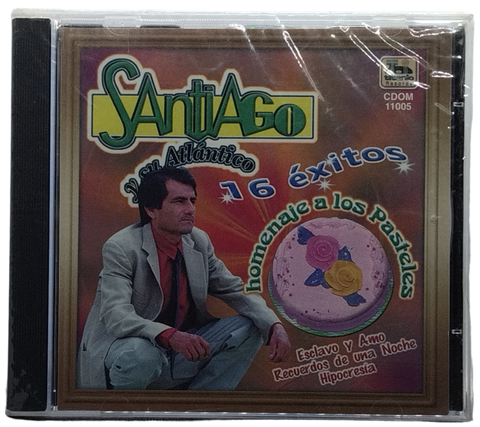 SAntiAGo
y su Atlántico
CDOM
11005
16 éxitos
homenaje a los Pasteles
Esclavo Y Amo
Recuerdos de una Noche
Hipocresía